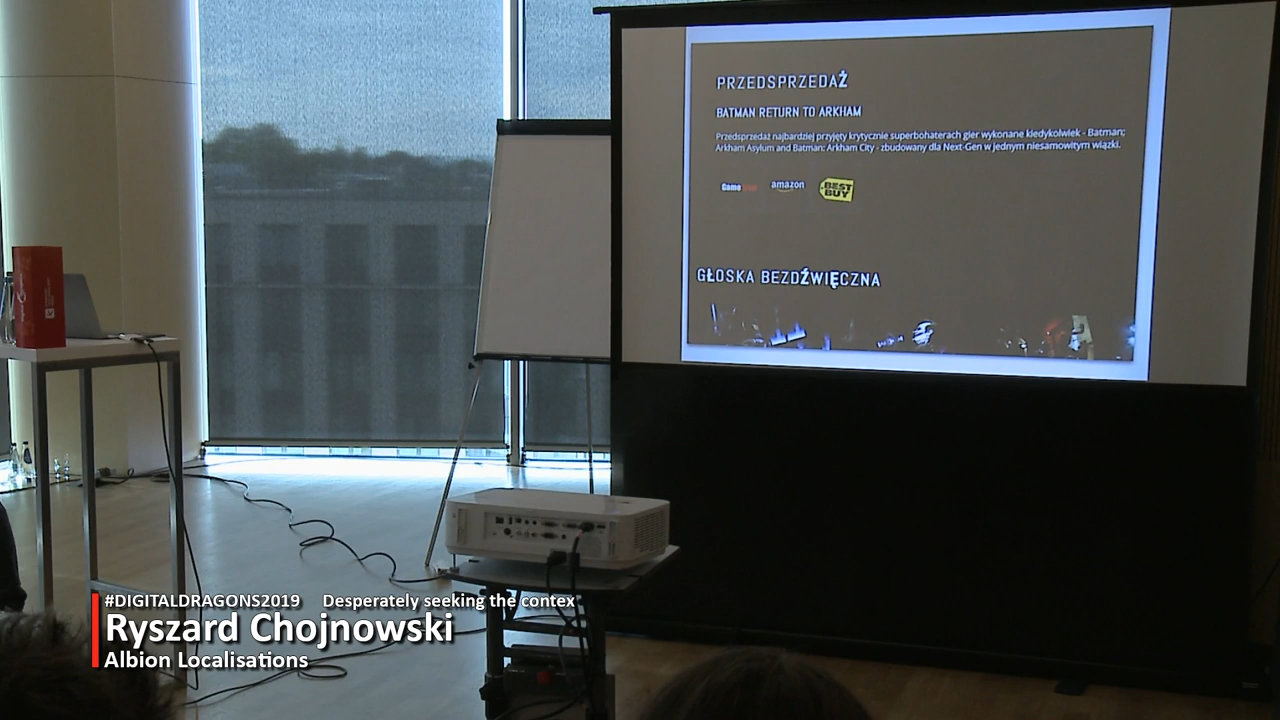 PRZEDSPRZEDAŻ
BATMAN RETURN TO ARKHAM
Przedsprzedaż najbardziej przyjęty krytycznie superbohaterach gier wykonane kiedykolwiek - Batman;
Arkham Asylum and Batman: Arkham City - zbudowany dla Next-Gen w jednym niesamowitym wiązki.
GameStop amazon BEST BUY
GŁOSKA BEZDŹWIĘCZNA
#DIGITALDRAGONS2019 Desperately seeking the contex
Ryszard Chojnowski
Albion Localisations